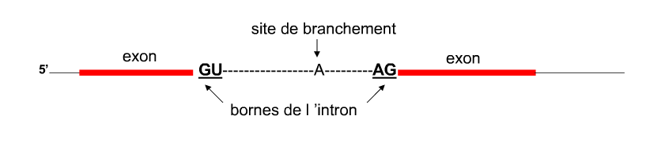 site de branchement
exon exon
5’ GU----------------A---------AG
bornes de l ’intron